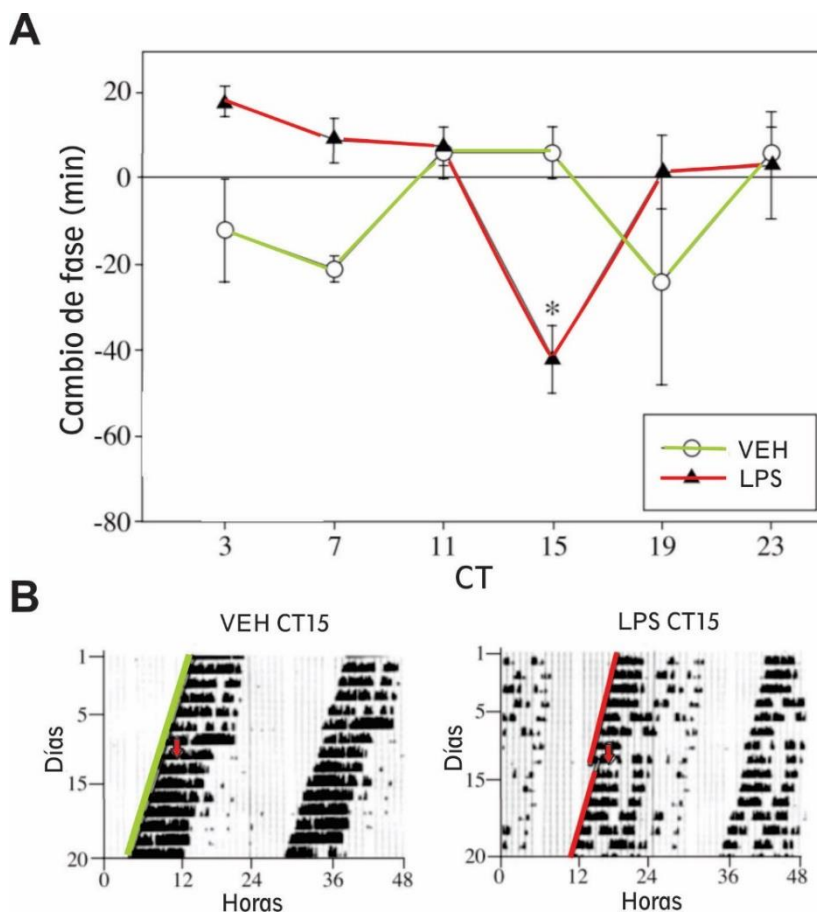 A
Cambio de fase (min)
20
0
-20
-40
-60
-80
*
VEH
LPS
3 7 11 15 19 23
CT
B
VEH CT15
Días
1
5
15
20
0 12 24 36 48
Horas
LPS CT15
Días
1
5
15
20
0 12 24 36 48
Horas